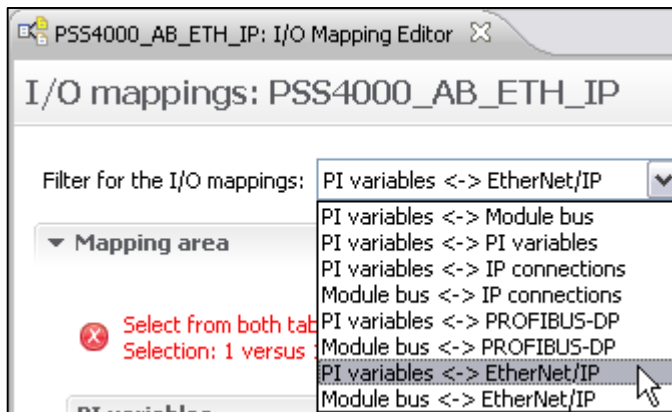 PSS4000_AB_ETH_IP: I/O Mapping Editor
I/O mappings: PSS4000_AB_ETH_IP
Filter for the I/O mappings: PI variables <-> EtherNet/IP
PI variables <-> Module bus
Mapping area
PI variables <-> PI variables
PI variables <-> IP connections
Module bus <-> IP connections
Select from both tab
PI variables <-> PROFIBUS-DP
Selection: 1 versus
Module bus <-> PROFIBUS-DP
PI variables <-> EtherNet/IP
PI variables
Module bus <-> EtherNet/IP